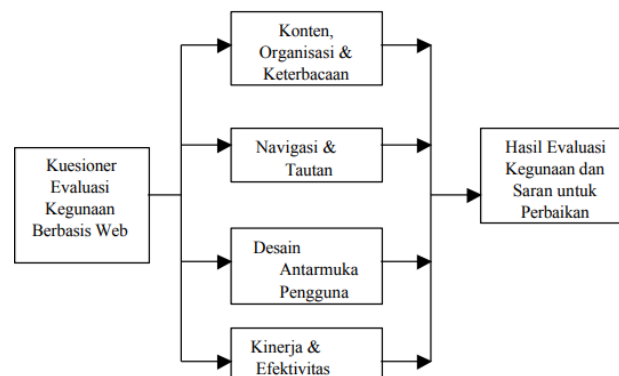 Kuesioner
Evaluasi
Kegunaan
Berbasis Web
Konten,
Organisasi &
Keterbacaan
Navigasi &
Tautan
Desain
Antarmuka
Pengguna
Kinerja &
Efektivitas
Hasil Evaluasi
Kegunaan dan
Saran untuk
Perbaikan